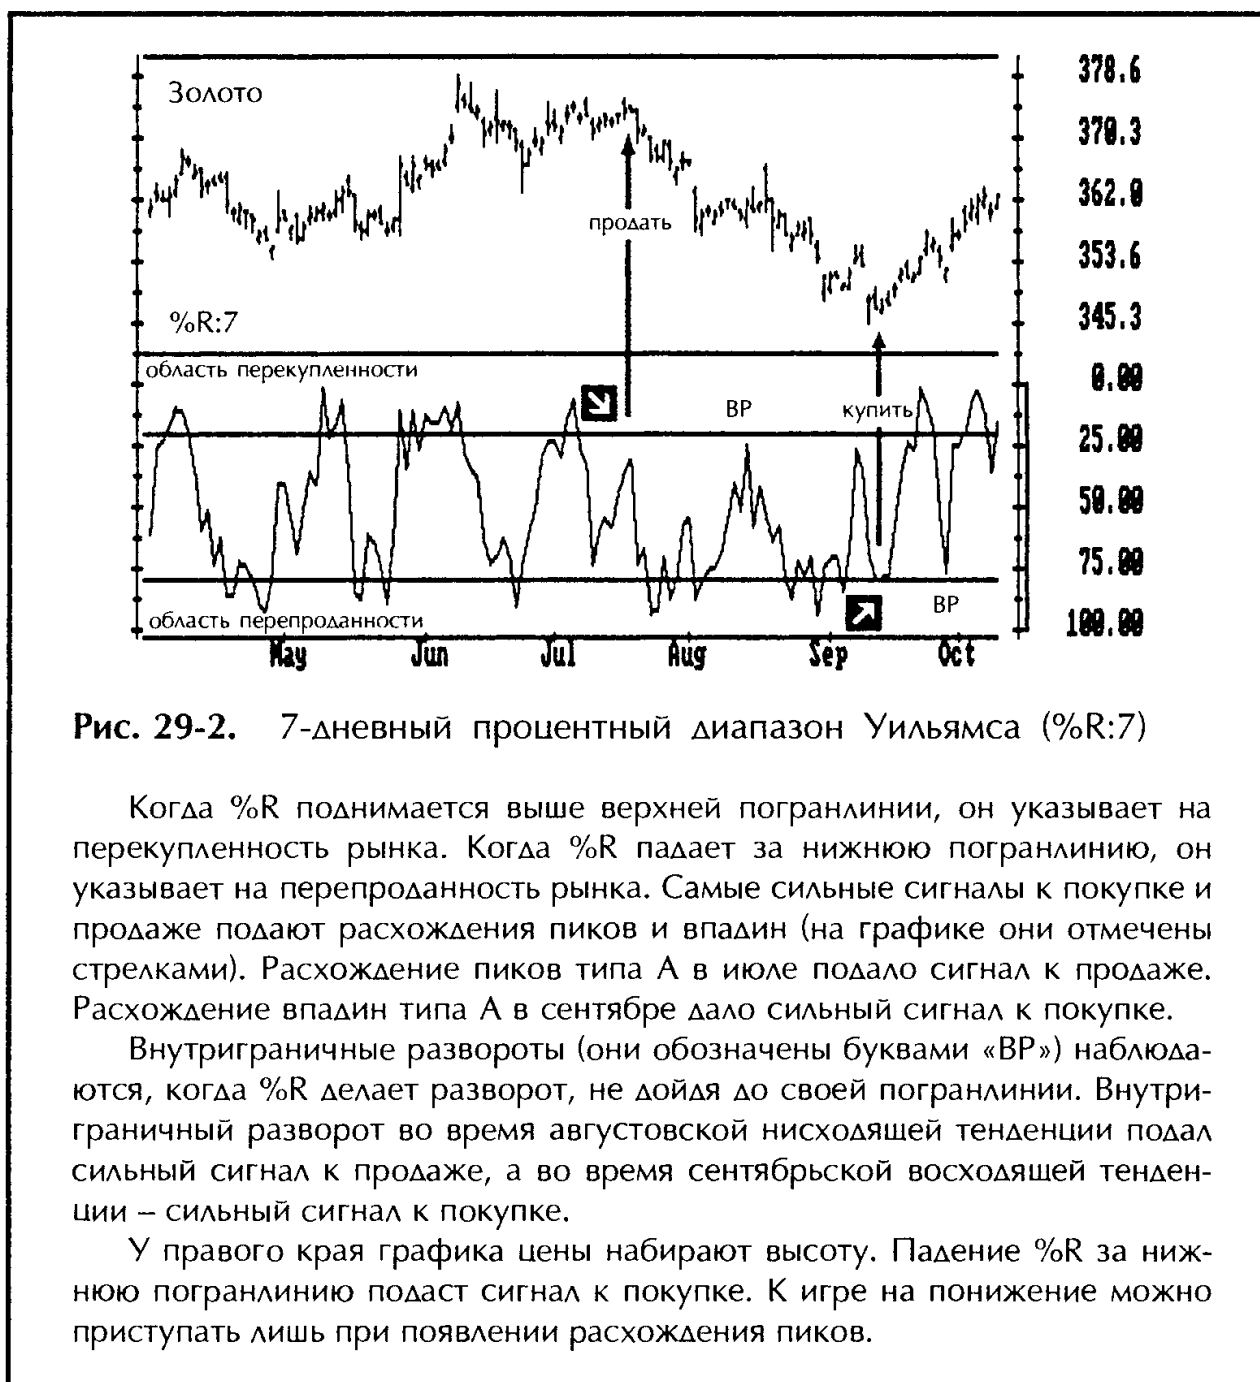 Золото
378.6
370.3
362.0
продать
353.6
%R:7
345.3
область перекупленности
0.00
ВР
купить
25.00
50.00
75.00
область перепроданности
ВР
100.00
May Jun Jul Aug Sep Oct
Рис. 29-2. 7-дневный процентный диапазон Уильямса (%R:7)
Когда %R поднимается выше верхней погранлинии, он указывает на
перекупленность рынка. Когда %R падает за нижнюю погранлинию, он
указывает на перепроданность рынка. Самые сильные сигналы к покупке и
продаже подают расхождения пиков и впадин (на графике они отмечены
стрелками). Расхождение пиков типа А в июле подало сигнал к продаже.
Расхождение впадин типа А в сентябре дало сильный сигнал к покупке.
Внутриграничные развороты (они обозначены буквами «ВР») наблюда-
ются, когда %R делает разворот, не дойдя до своей погранлинии. Внутри-
граничный разворот во время августовской нисходящей тенденции подал
сильный сигнал к продаже, а во время сентябрьской восходящей тенден-
ции – сильный сигнал к покупке.
У правого края графика цены набирают высоту. Падение %R за ниж-
нюю погранлинию подаст сигнал к покупке. К игре на понижение можно
приступать лишь при появлении расхождения пиков.